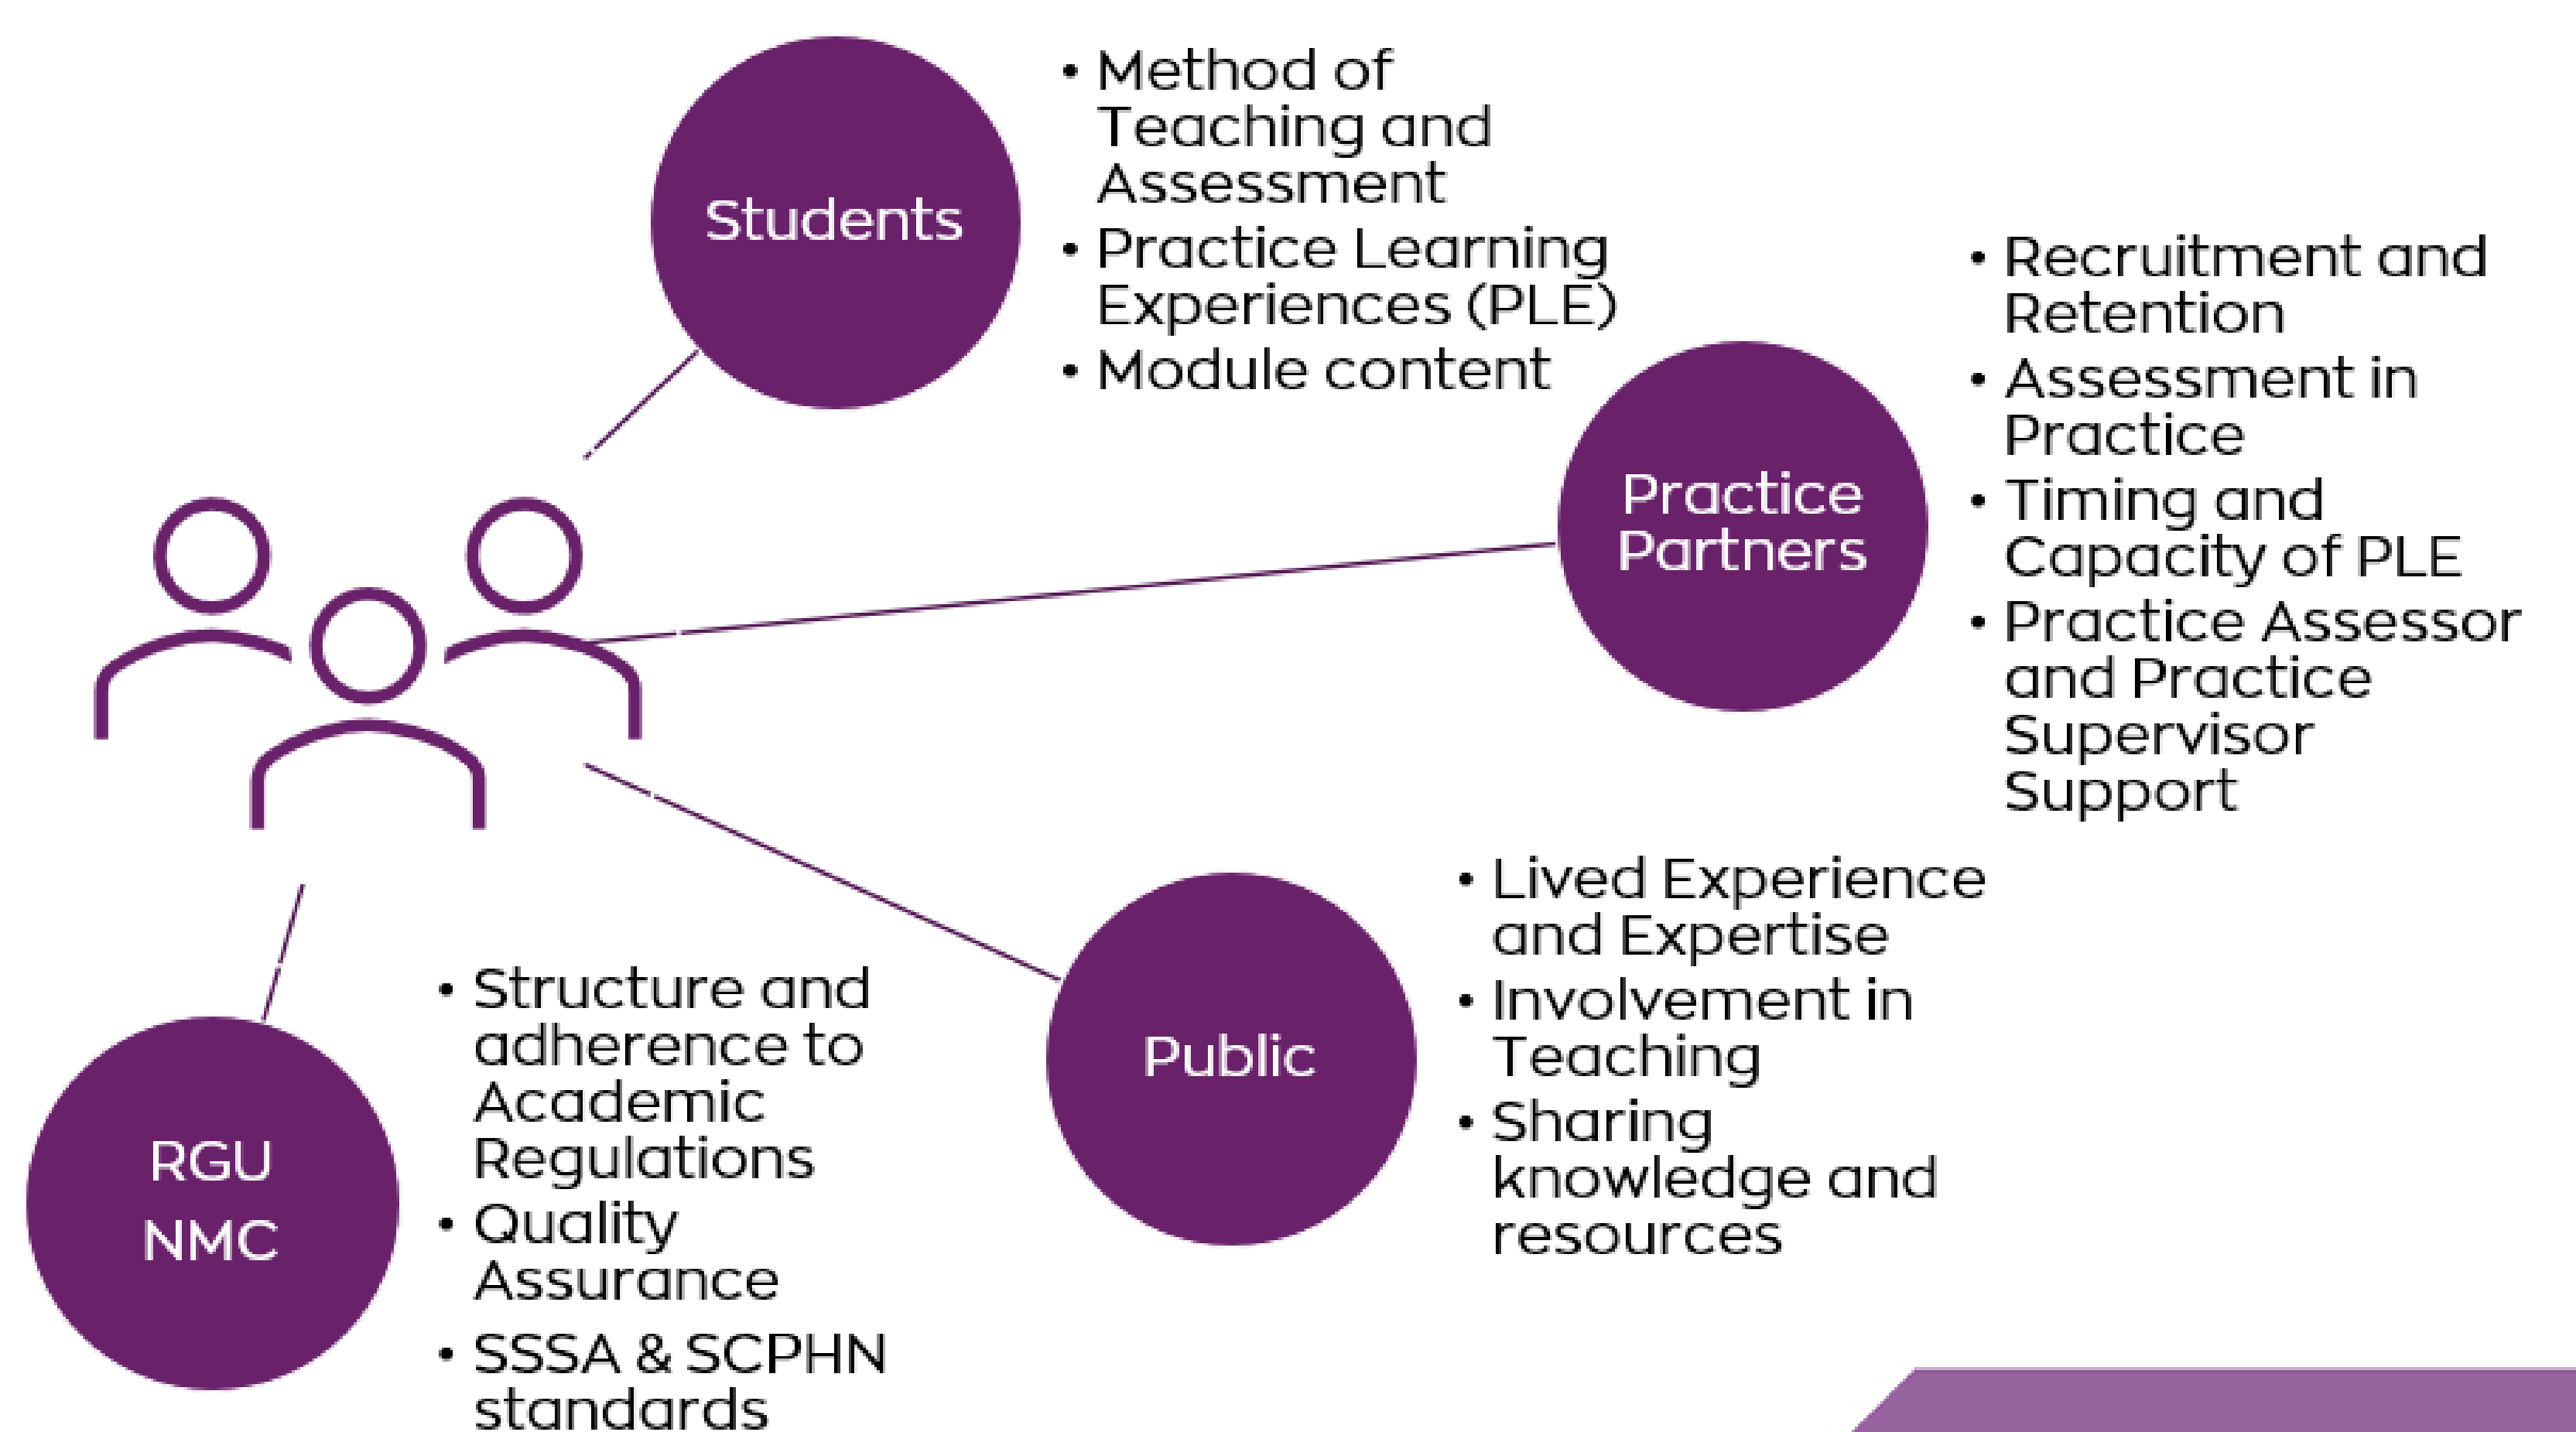 Students
• Method of
Teaching and
Assessment
• Practice Learning
Experiences (PLE)
• Module content
Practice
Partners
• Recruitment and
Retention
• Assessment in
Practice
• Timing and
Capacity of PLE
• Practice Assessor
and Practice
Supervisor
Support
Public
• Lived Experience
and Expertise
• Involvement in
Teaching
• Sharing
knowledge and
resources
RGU
NMC
• Structure and
adherence to
Academic
Regulations
• Quality
Assurance
• SSSA & SCPHN
standards